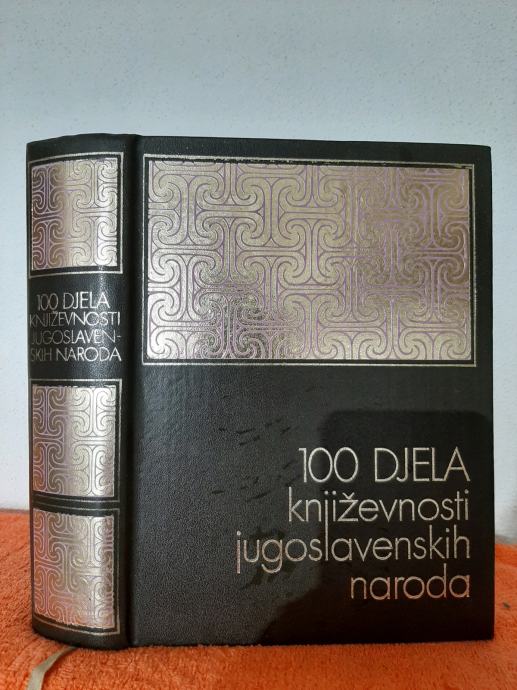 100 DJELA
KNJIŽEVNOSTI
JUGOSLAVEN-
SKIH NARODA
100 DJELA
književnosti
jugoslavenskih
naroda